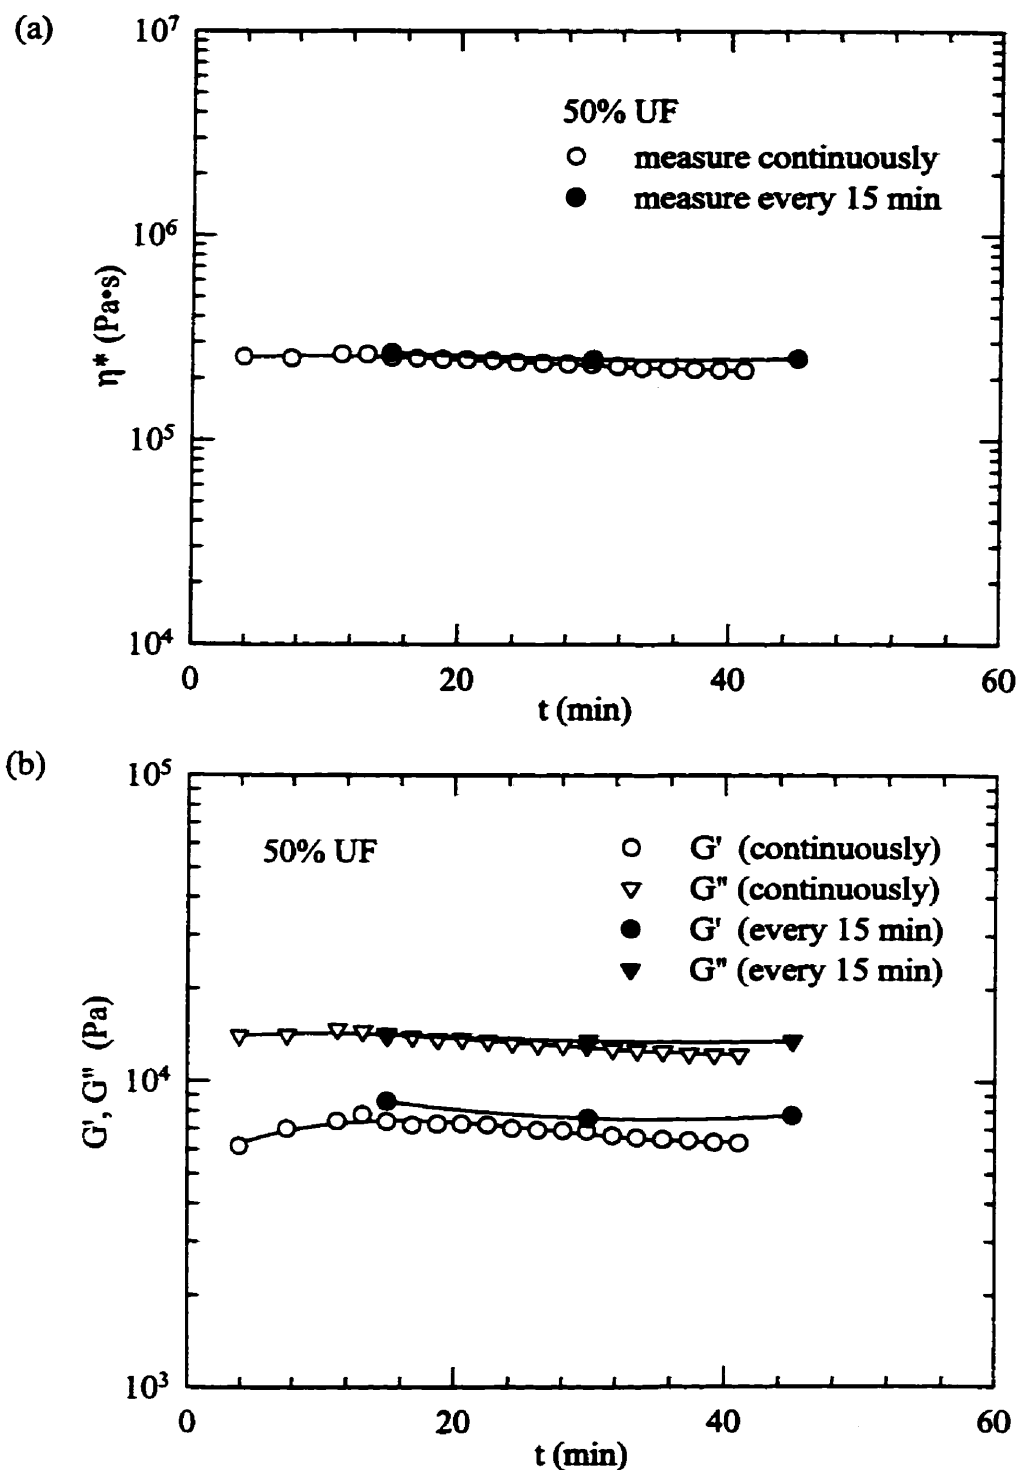 (a)
10⁷
50% UF
measure continuously
measure every 15 min
10⁶
η* (Pa•s)
10⁵
10⁴
0 20 40 60
t (min)
(b)
10⁵
50% UF
G' (continuously)
G" (continuously)
G' (every 15 min)
G" (every 15 min)
G', G" (Pa)
10⁴
10³
0 20 40 60
t (min)